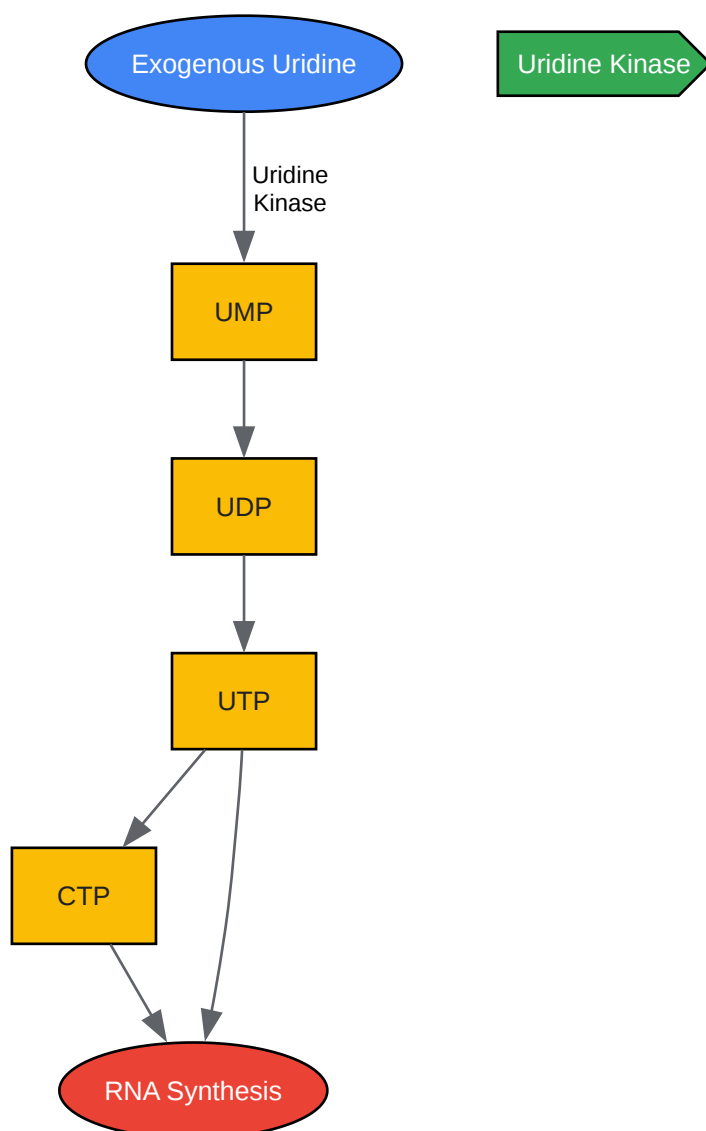 Exogenous Uridine
Uridine Kinase
Uridine
Kinase
UMP
UDP
UTP
CTP
RNA Synthesis